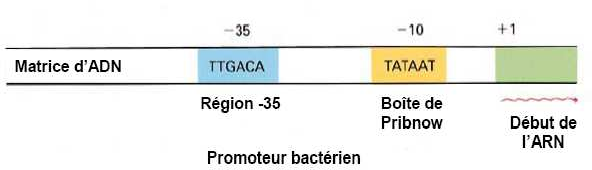 −35 −10 +1
Matrice d’ADN TTGACA TATAAT
Région -35 Boîte de
Pribnow Début de
l’ARN
Promoteur bactérien